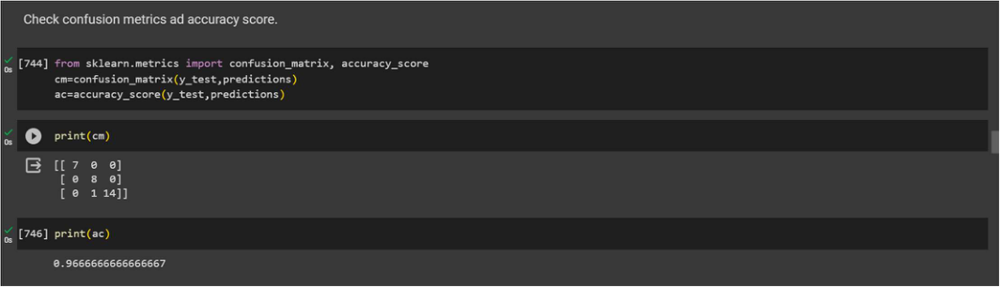 Check confusion metrics ad accuracy score.
0s
[744] from sklearn.metrics import confusion_matrix, accuracy_score
cm=confusion_matrix(y_test,predictions)
ac=accuracy_score(y_test,predictions)
0s
print(cm)
[[ 7 0 0]
[ 0 8 0]
[ 0 1 14]]
0s
[746] print(ac)
0.9666666666666667